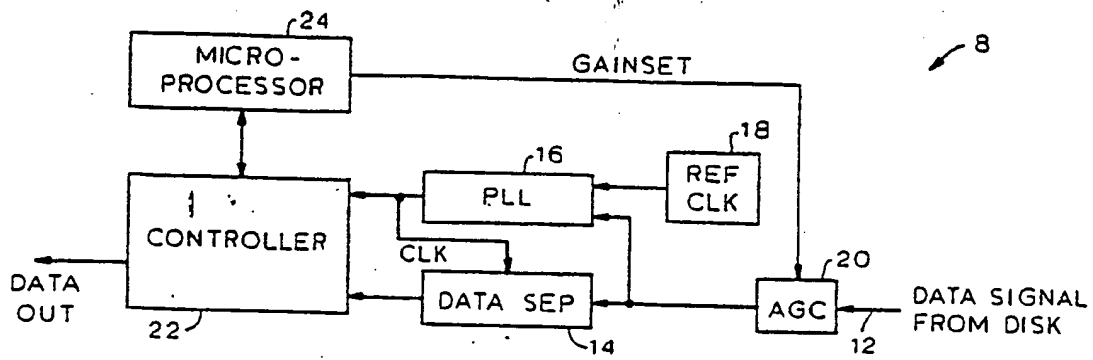 24
MICRO-
PROCESSOR
GAINSET
8
18
REF
CLK
16
PLL
CONTROLLER
CLK
DATA
OUT
22
DATA SEP
14
20
AGC
12
DATA SIGNAL
FROM DISK